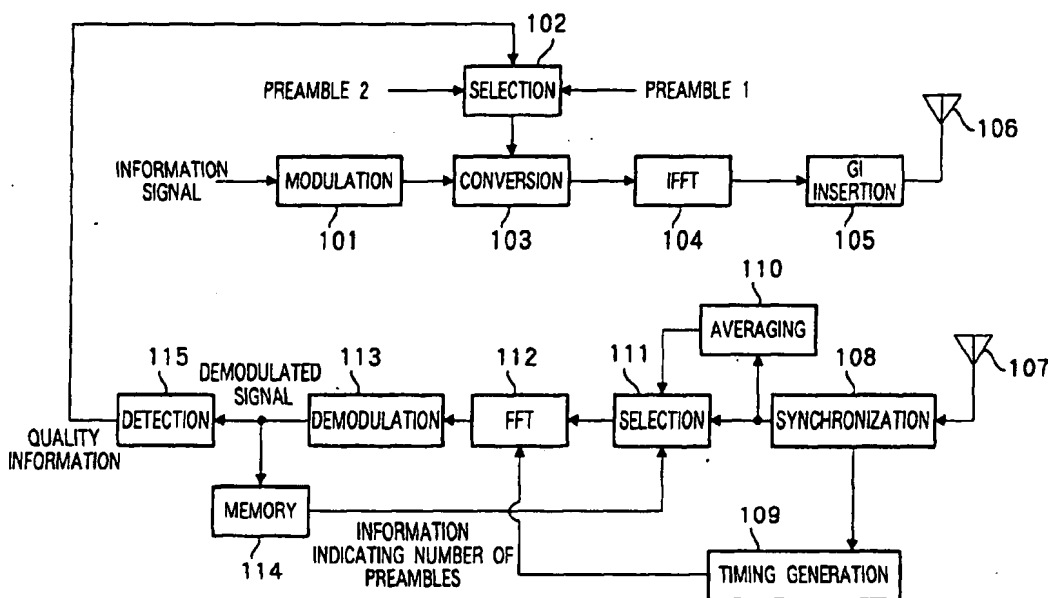 102
PREAMBLE 2
SELECTION
PREAMBLE 1
106
INFORMATION
SIGNAL
MODULATION
CONVERSION
IFFT
GI
INSERTION
101
103
104
105
110
AVERAGING
115
DEMODULATED
SIGNAL
113
112
111
108
107
DETECTION
DEMODULATION
FFT
SELECTION
SYNCHRONIZATION
QUALITY
INFORMATION
MEMORY
114
INFORMATION
INDICATING NUMBER OF
PREAMBLES
109
TIMING GENERATION